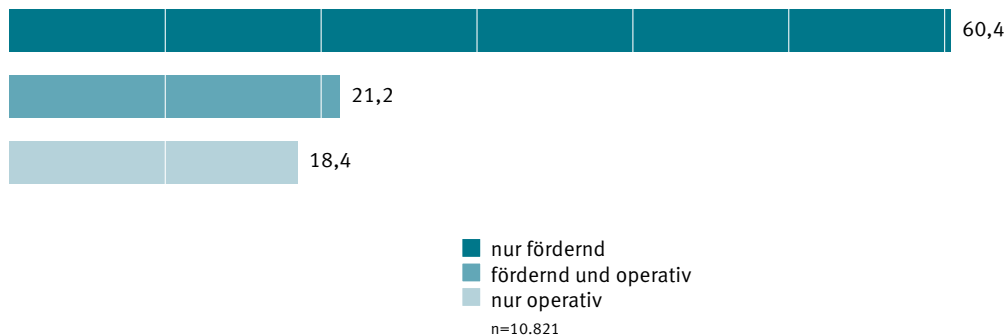 60,4
21,2
18,4
nur fördernd
fördernd und operativ
nur operativ
n=10.821